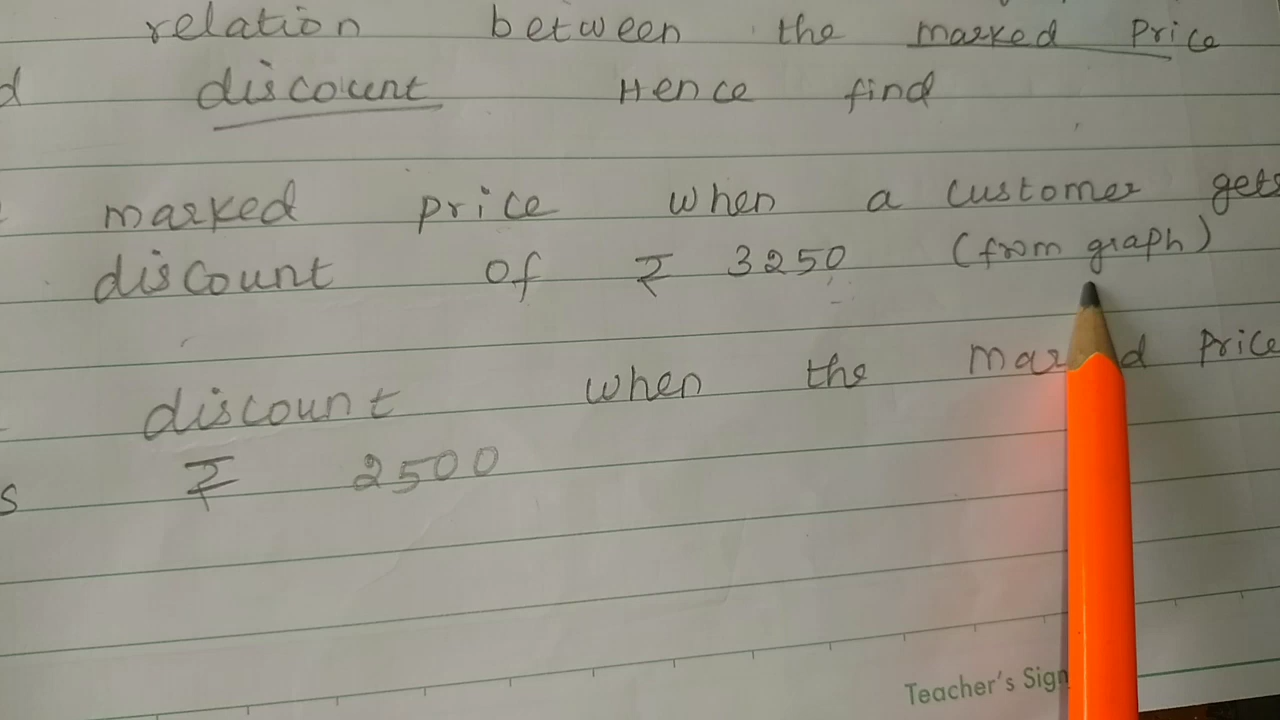 relation between the marked price
d discount Hence find
marked price when a customer gets
discount of ₹ 3250 (from graph)
discount when the mar d price
s ₹ 2500
Teacher's Sign